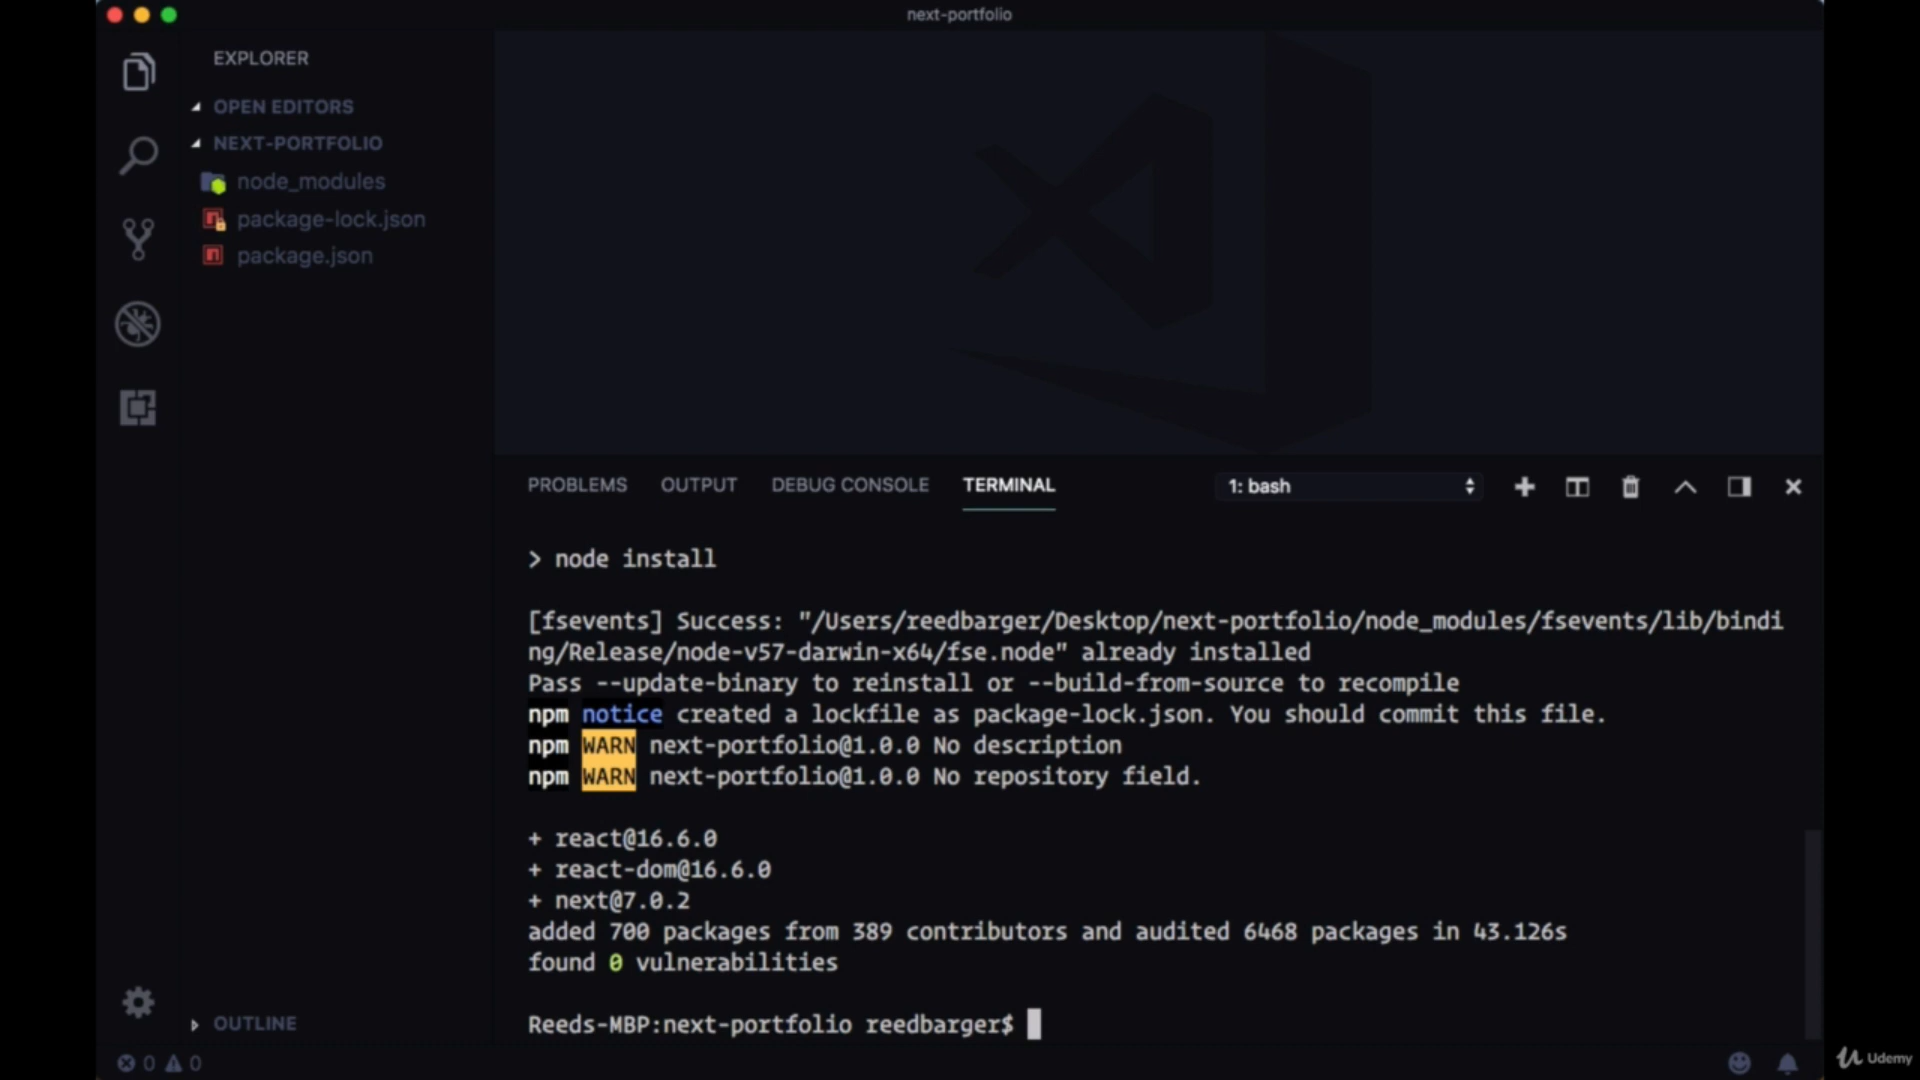 next-portfolio
EXPLORER
OPEN EDITORS
NEXT-PORTFOLIO
node_modules
package-lock.json
package.json
PROBLEMS OUTPUT DEBUG CONSOLE TERMINAL 1: bash
> node install
[fsevents] Success: "/Users/reedbarger/Desktop/next-portfolio/node_modules/fsevents/lib/bindi
ng/Release/node-v57-darwin-x64/fse.node" already installed
Pass --update-binary to reinstall or --build-from-source to recompile
npm notice created a lockfile as package-lock.json. You should commit this file.
npm WARN next-portfolio@1.0.0 No description
npm WARN next-portfolio@1.0.0 No repository field.
+ react@16.6.0
+ react-dom@16.6.0
+ next@7.0.2
added 700 packages from 389 contributors and audited 6468 packages in 43.126s
found 0 vulnerabilities
Reeds-MBP:next-portfolio reedbarger$
OUTLINE
0 0
Udemy